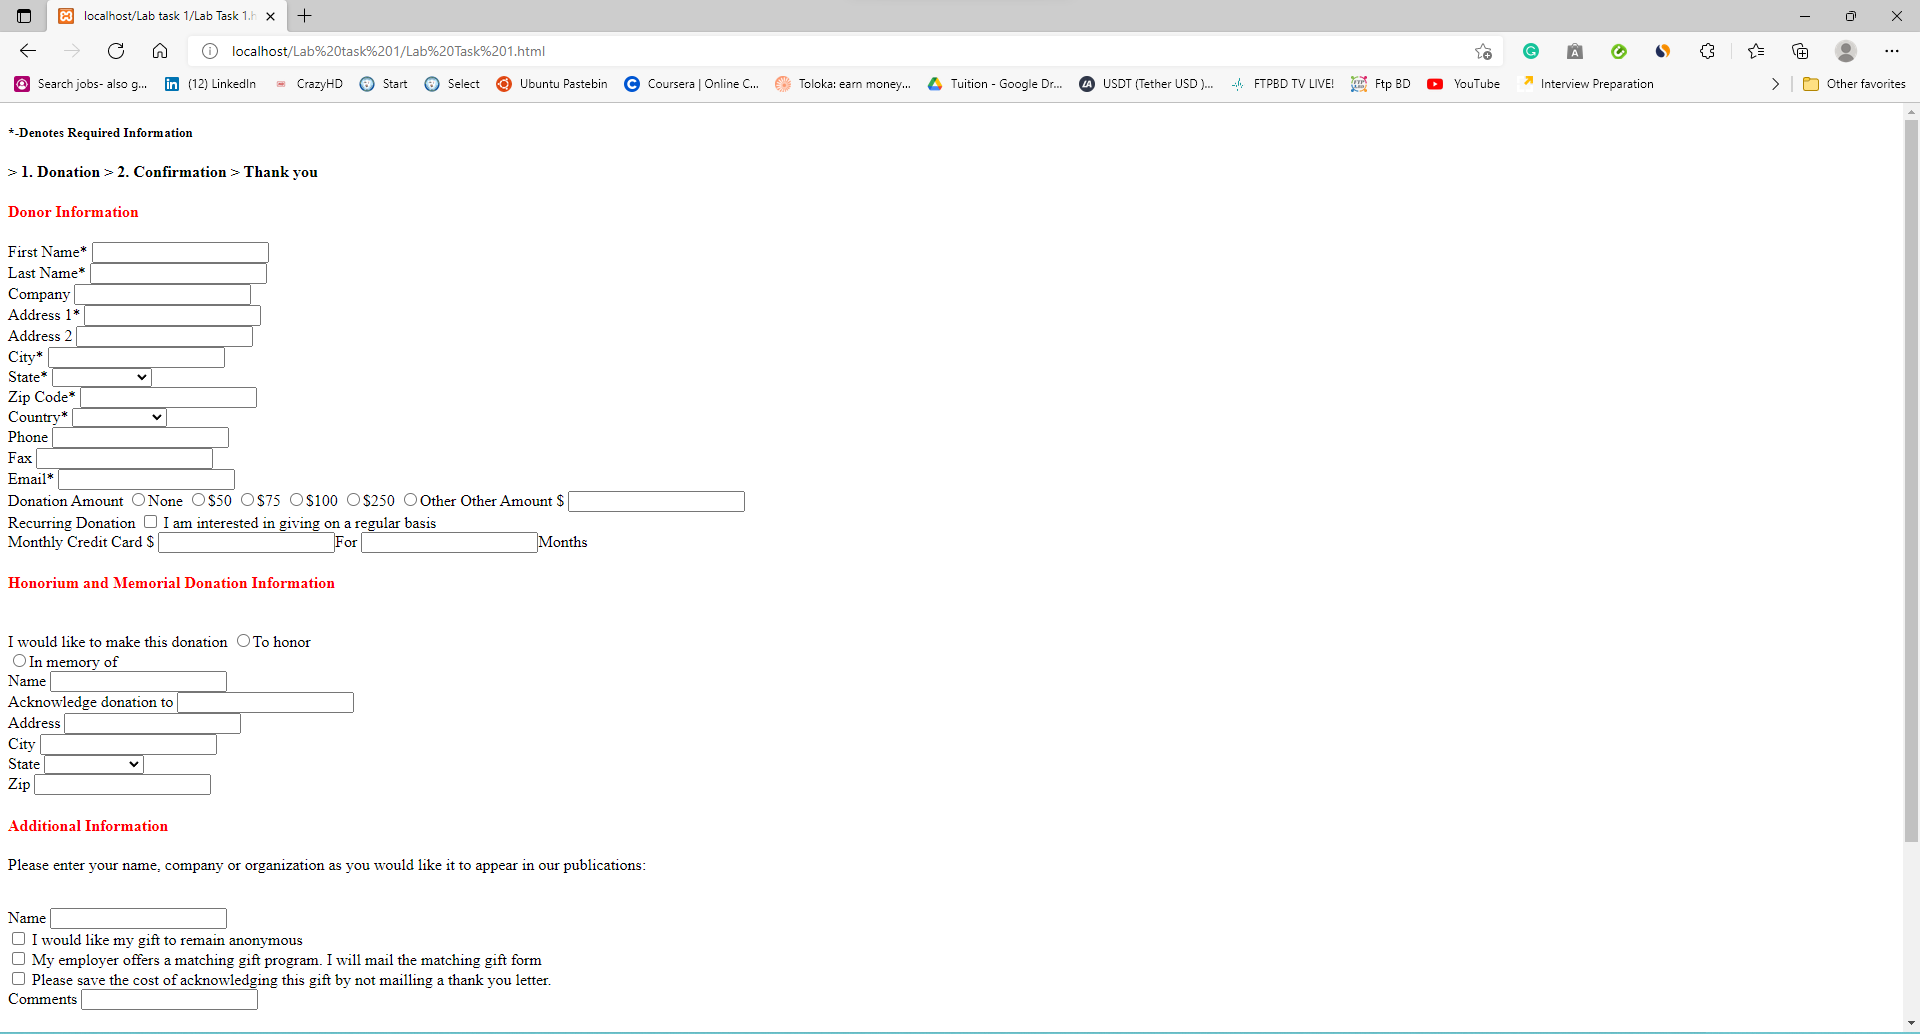 localhost/Lab task 1/Lab Task 1.h
localhost/Lab%20task%201/Lab%20Task%201.html
Search jobs- also g... (12) LinkedIn CrazyHD Start Select Ubuntu Pastebin Coursera | Online C... Toloka: earn money... Tuition - Google Dr... USDT (Tether USD )... FTPBD TV LIVE! Ftp BD YouTube Interview Preparation Other favorites
*-Denotes Required Information
> 1. Donation > 2. Confirmation > Thank you
Donor Information
First Name*
Last Name*
Company
Address 1*
Address 2
City*
State*
Zip Code*
Country*
Phone
Fax
Email*
Donation Amount None $50 $75 $100 $250 Other Other Amount $
Recurring Donation I am interested in giving on a regular basis
Monthly Credit Card $ For Months
Honorium and Memorial Donation Information
I would like to make this donation To honor
In memory of
Name
Acknowledge donation to
Address
City
State
Zip
Additional Information
Please enter your name, company or organization as you would like it to appear in our publications:
Name
I would like my gift to remain anonymous
My employer offers a matching gift program. I will mail the matching gift form
Please save the cost of acknowledging this gift by not mailling a thank you letter.
Comments